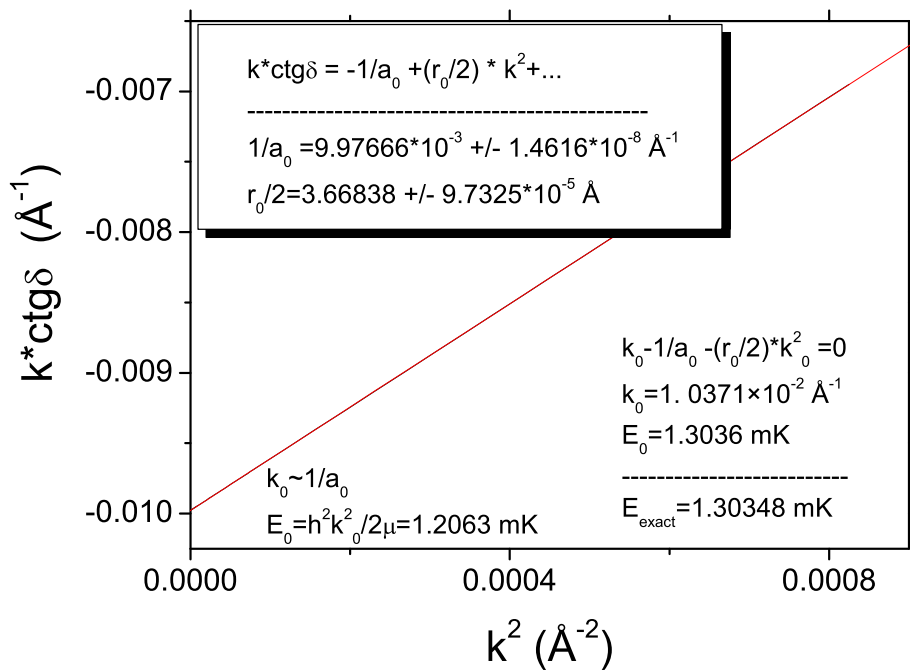 k*ctgδ = -1/a₀ +(r₀/2) * k²+...
----------------------------------------------
1/a₀ =9.97666*10⁻³ +/- 1.4616*10⁻⁸ Å⁻¹
r₀/2=3.66838 +/- 9.7325*10⁻⁵ Å
-0.007
-0.008
-0.009
-0.010
k*ctgδ (Å⁻¹)
k₀-1/a₀ -(r₀/2)*k²₀ =0
k₀=1. 0371×10⁻² Å⁻¹
E₀=1.3036 mK
--------------------------
E_exact=1.30348 mK
k₀~1/a₀
E₀=h²k²₀/2μ=1.2063 mK
0.0000
0.0004
0.0008
k² (Å⁻²)